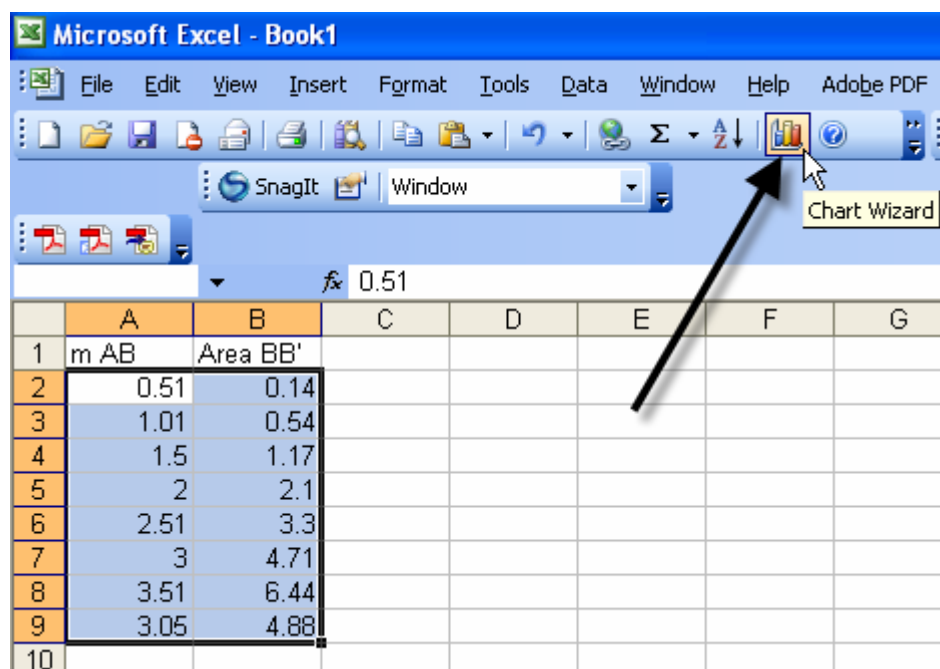 Microsoft Excel - Book1
File Edit View Insert Format Tools Data Window Help Adobe PDF
Σ A Z
SnagIt Window
Chart Wizard
fx 0.51
A B C D E F G
1 m AB Area BB'
2 0.51 0.14
3 1.01 0.54
4 1.5 1.17
5 2 2.1
6 2.51 3.3
7 3 4.71
8 3.51 6.44
9 3.05 4.88
10